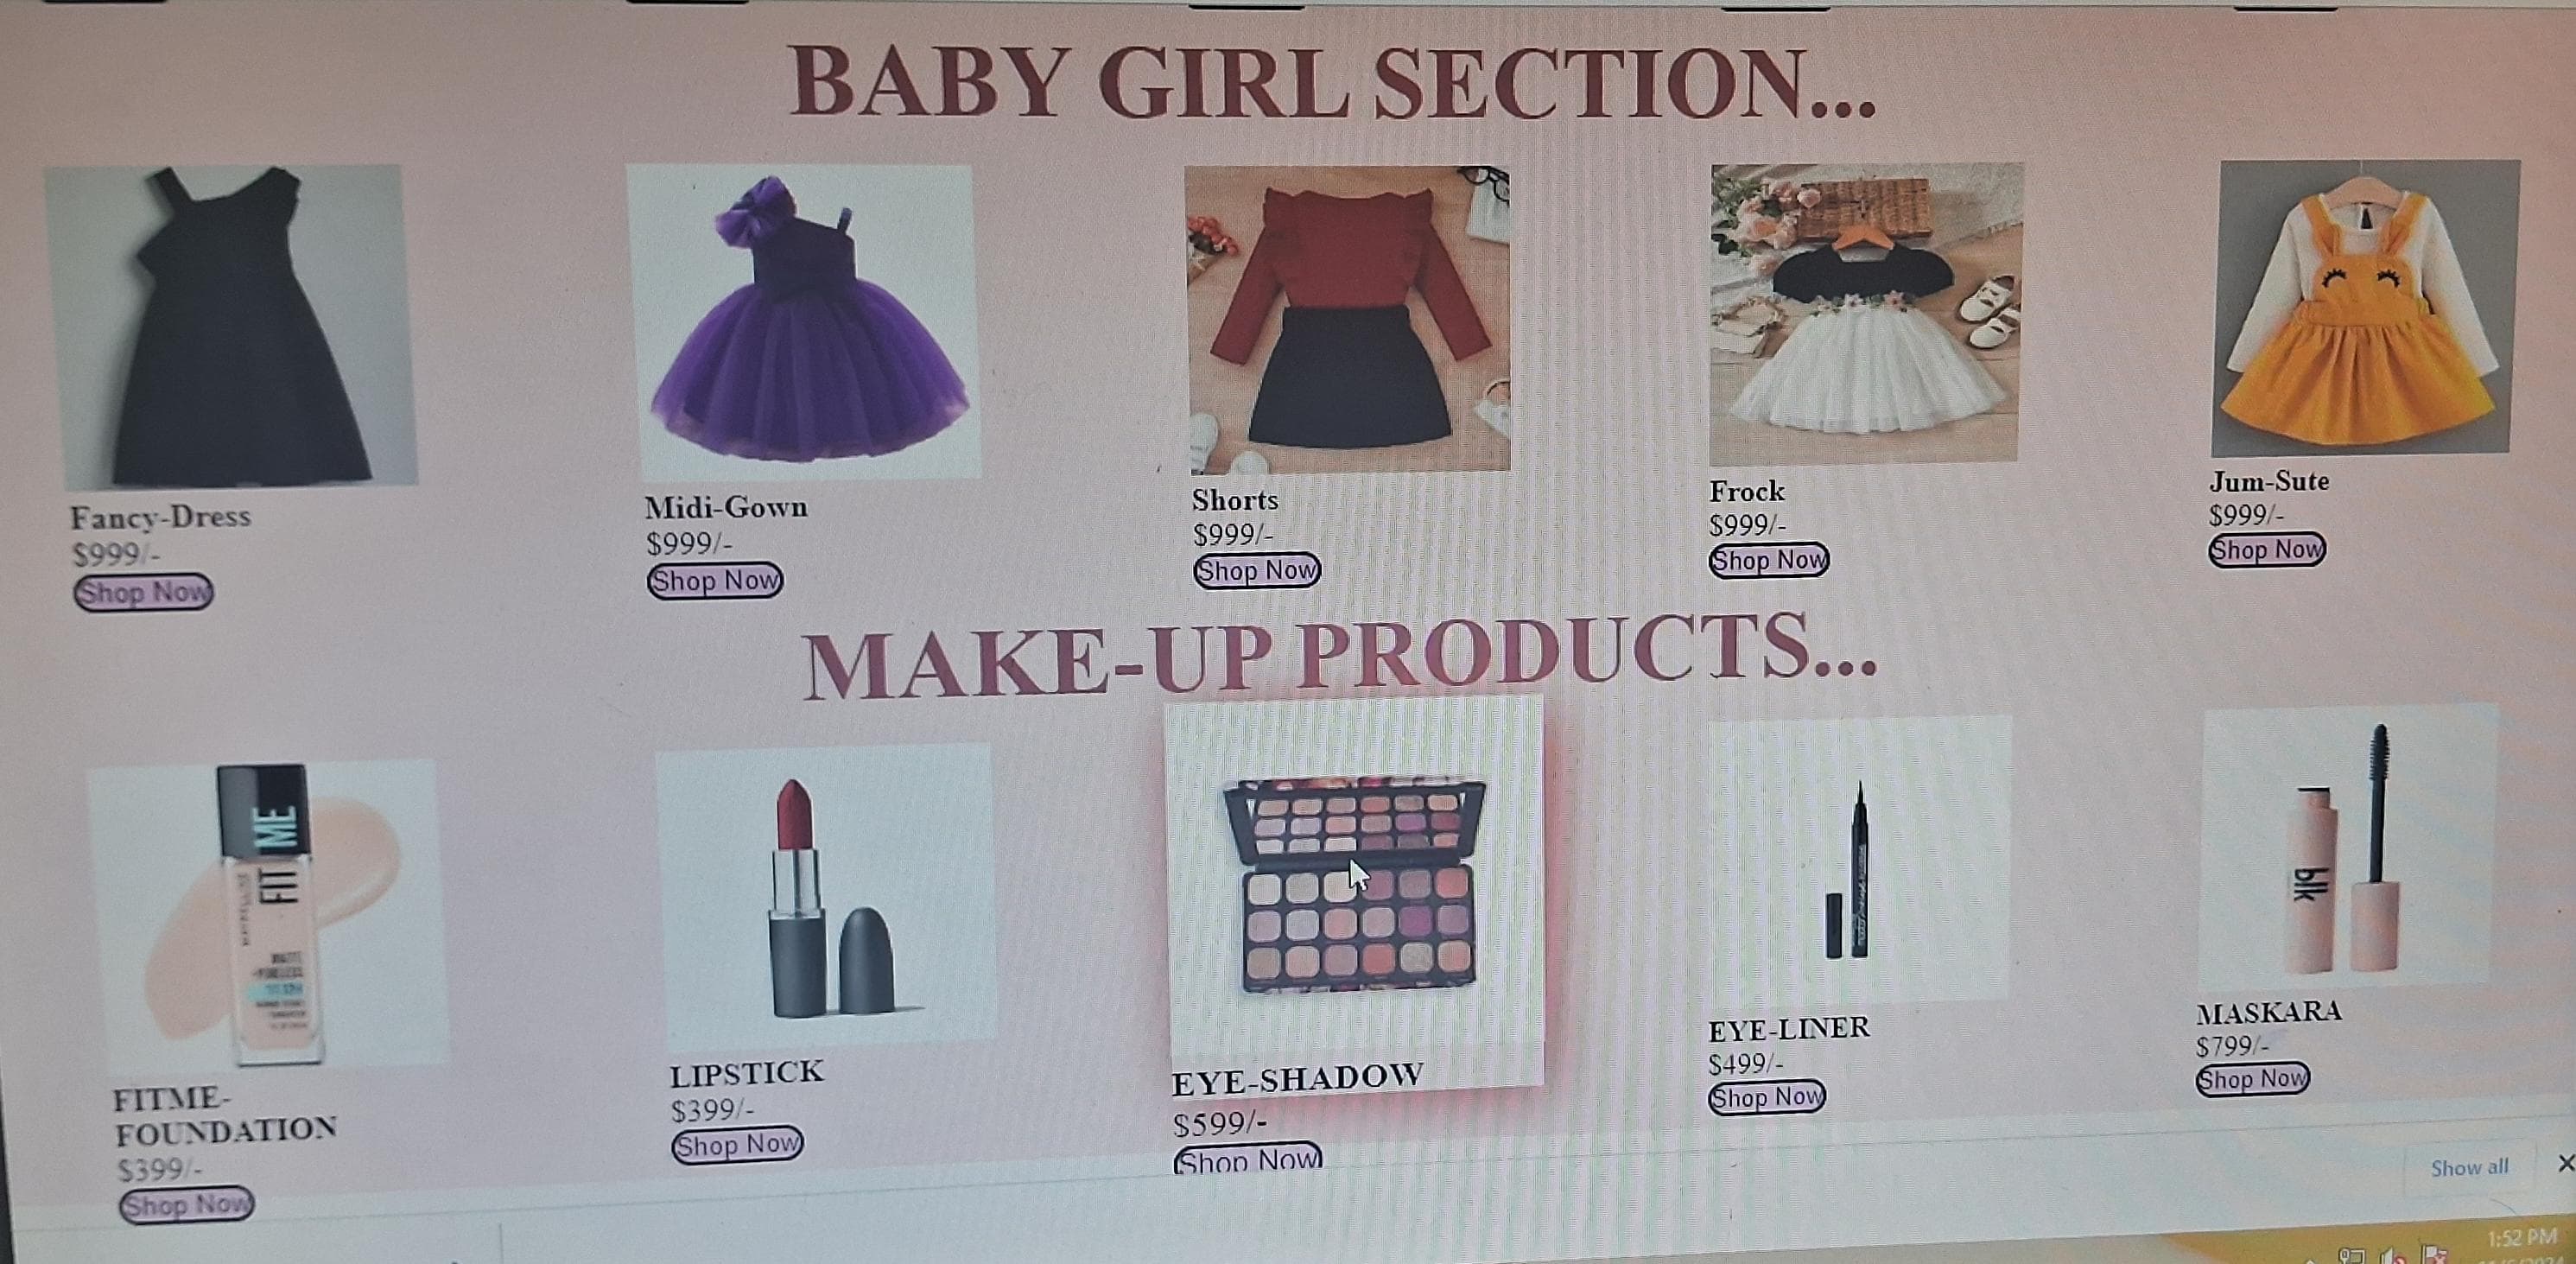 BABY GIRL SECTION...
Fancy-Dress
$999/-
Shop Now
Midi-Gown
$999/-
Shop Now
Shorts
$999/-
Shop Now
Frock
$999/-
Shop Now
Jum-Sute
$999/-
Shop Now
MAKE-UP PRODUCTS...
FIT ME
MATTE
FITME-
FOUNDATION
$399/-
Shop Now
LIPSTICK
$399/-
Shop Now
EYE-SHADOW
$599/-
Shop Now
EYE-LINER
$499/-
Shop Now
blk
MASKARA
$799/-
Shop Now
Show all
1:52 PM